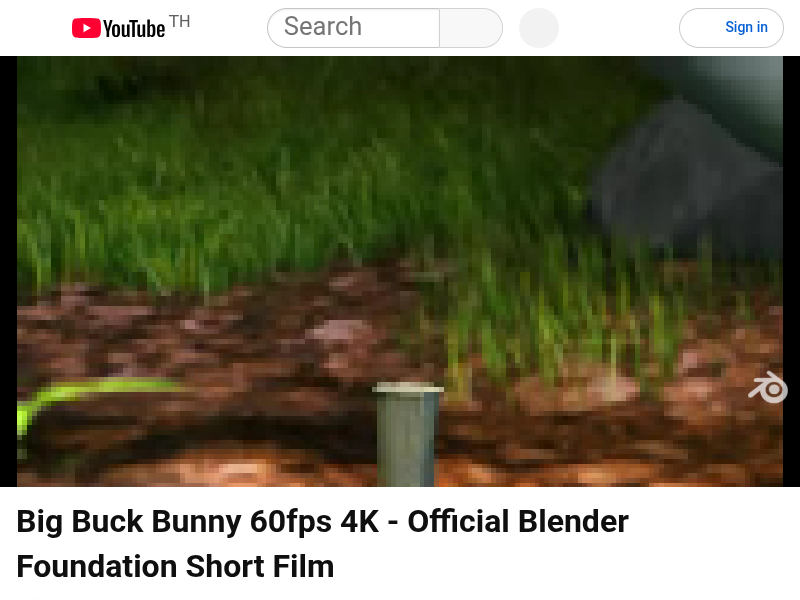 YouTube TH
Search
Sign in
Big Buck Bunny 60fps 4K - Official Blender
Foundation Short Film